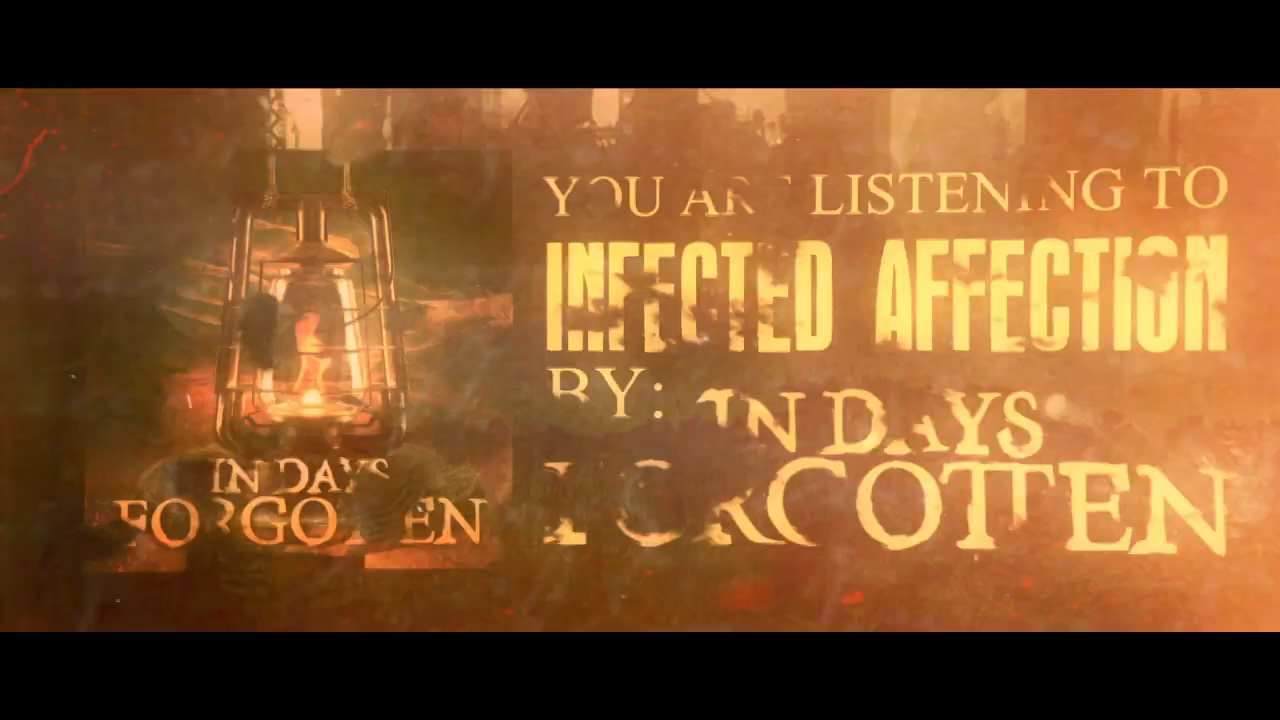 IN DAYS
FORGOTTEN
YOU ARE LISTENING TO
INFECTED AFFECTION
BY:
IN DAYS
FORGOTTEN